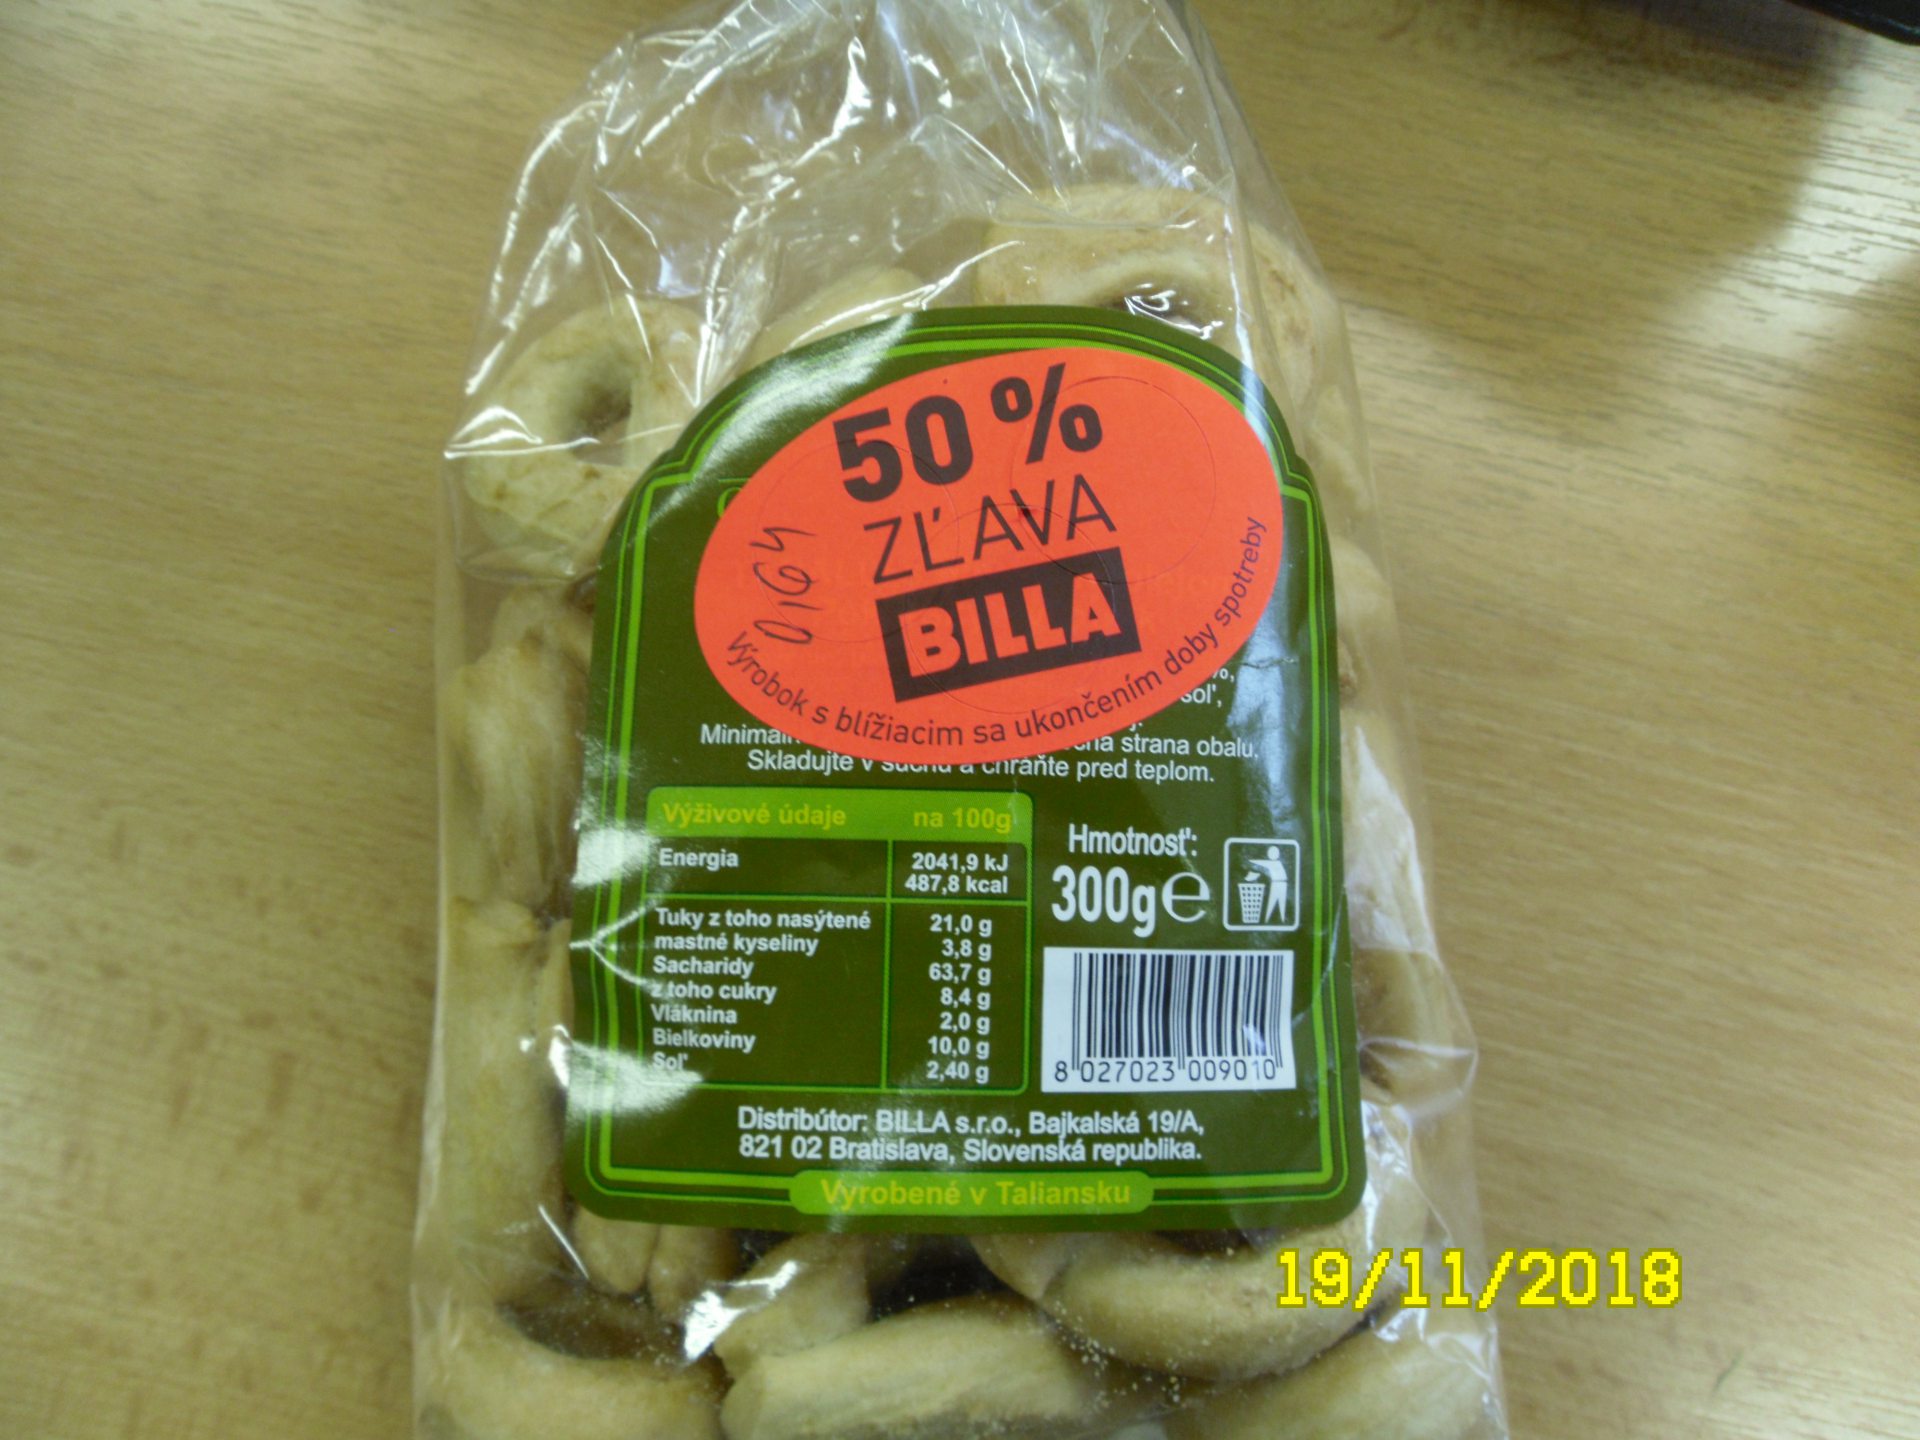 50 %
ZĽAVA
BILLA
0164
Výrobok s blížiacim sa ukončením doby spotreby
soľ,
strana obalu.
Skladujte v suchu a chráňte pred teplom.
Výživové údaje na 100g
Energia 2041,9 kJ
487,8 kcal
Tuky z toho nasýtené 21,0 g
mastné kyseliny 3,8 g
Sacharidy 63,7 g
z toho cukry 8,4 g
Vláknina 2,0 g
Bielkoviny 10,0 g
Soľ 2,40 g
Hmotnosť:
300g e
8 027023 009010
Distribútor: BILLA s.r.o., Bajkalská 19/A,
821 02 Bratislava, Slovenská republika.
Vyrobené v Taliansku
19/11/2018